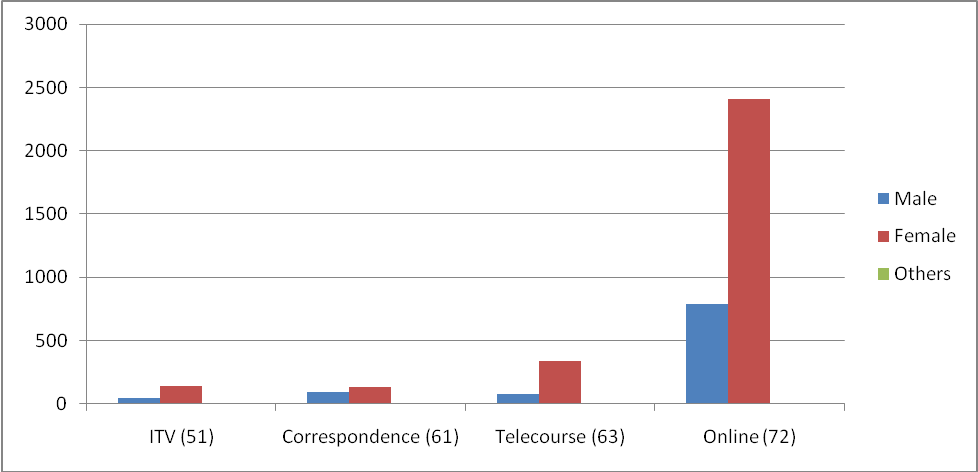 3000
2500
2000
1500
1000
500
0
ITV (51)
Correspondence (61)
Telecourse (63)
Online (72)
Male
Female
Others